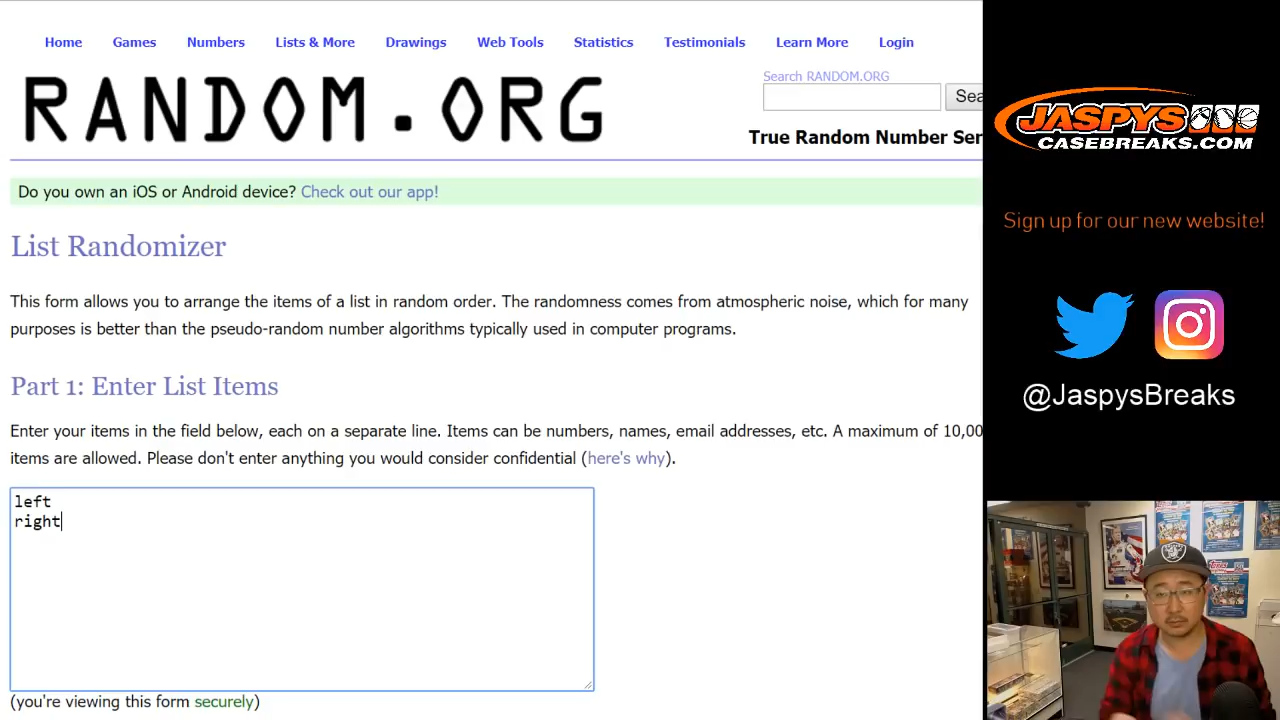 Home Games Numbers Lists & More Drawings Web Tools Statistics Testimonials Learn More Login
RANDOM.ORG
Search RANDOM.ORG
Sea
True Random Number Ser
Do you own an iOS or Android device? Check out our app!
List Randomizer
This form allows you to arrange the items of a list in random order. The randomness comes from atmospheric noise, which for many
purposes is better than the pseudo-random number algorithms typically used in computer programs.
Part 1: Enter List Items
Enter your items in the field below, each on a separate line. Items can be numbers, names, email addresses, etc. A maximum of 10,00
items are allowed. Please don't enter anything you would consider confidential (here's why).
left
right
(you're viewing this form securely)
JASPYS
CASEBREAKS.COM
Sign up for our new website!
@JaspysBreaks
Topps